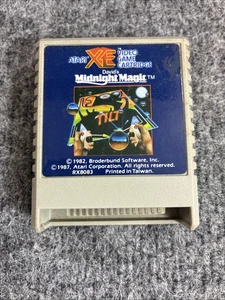 ATARI XE VIDEO
GAME
CARTRIDGE
David's
Midnight Magic™
TILT
©1982, Broderbund Software, Inc.
©1987, Atari Corporation. All rights reserved.
RX8083 Printed in Taiwan.